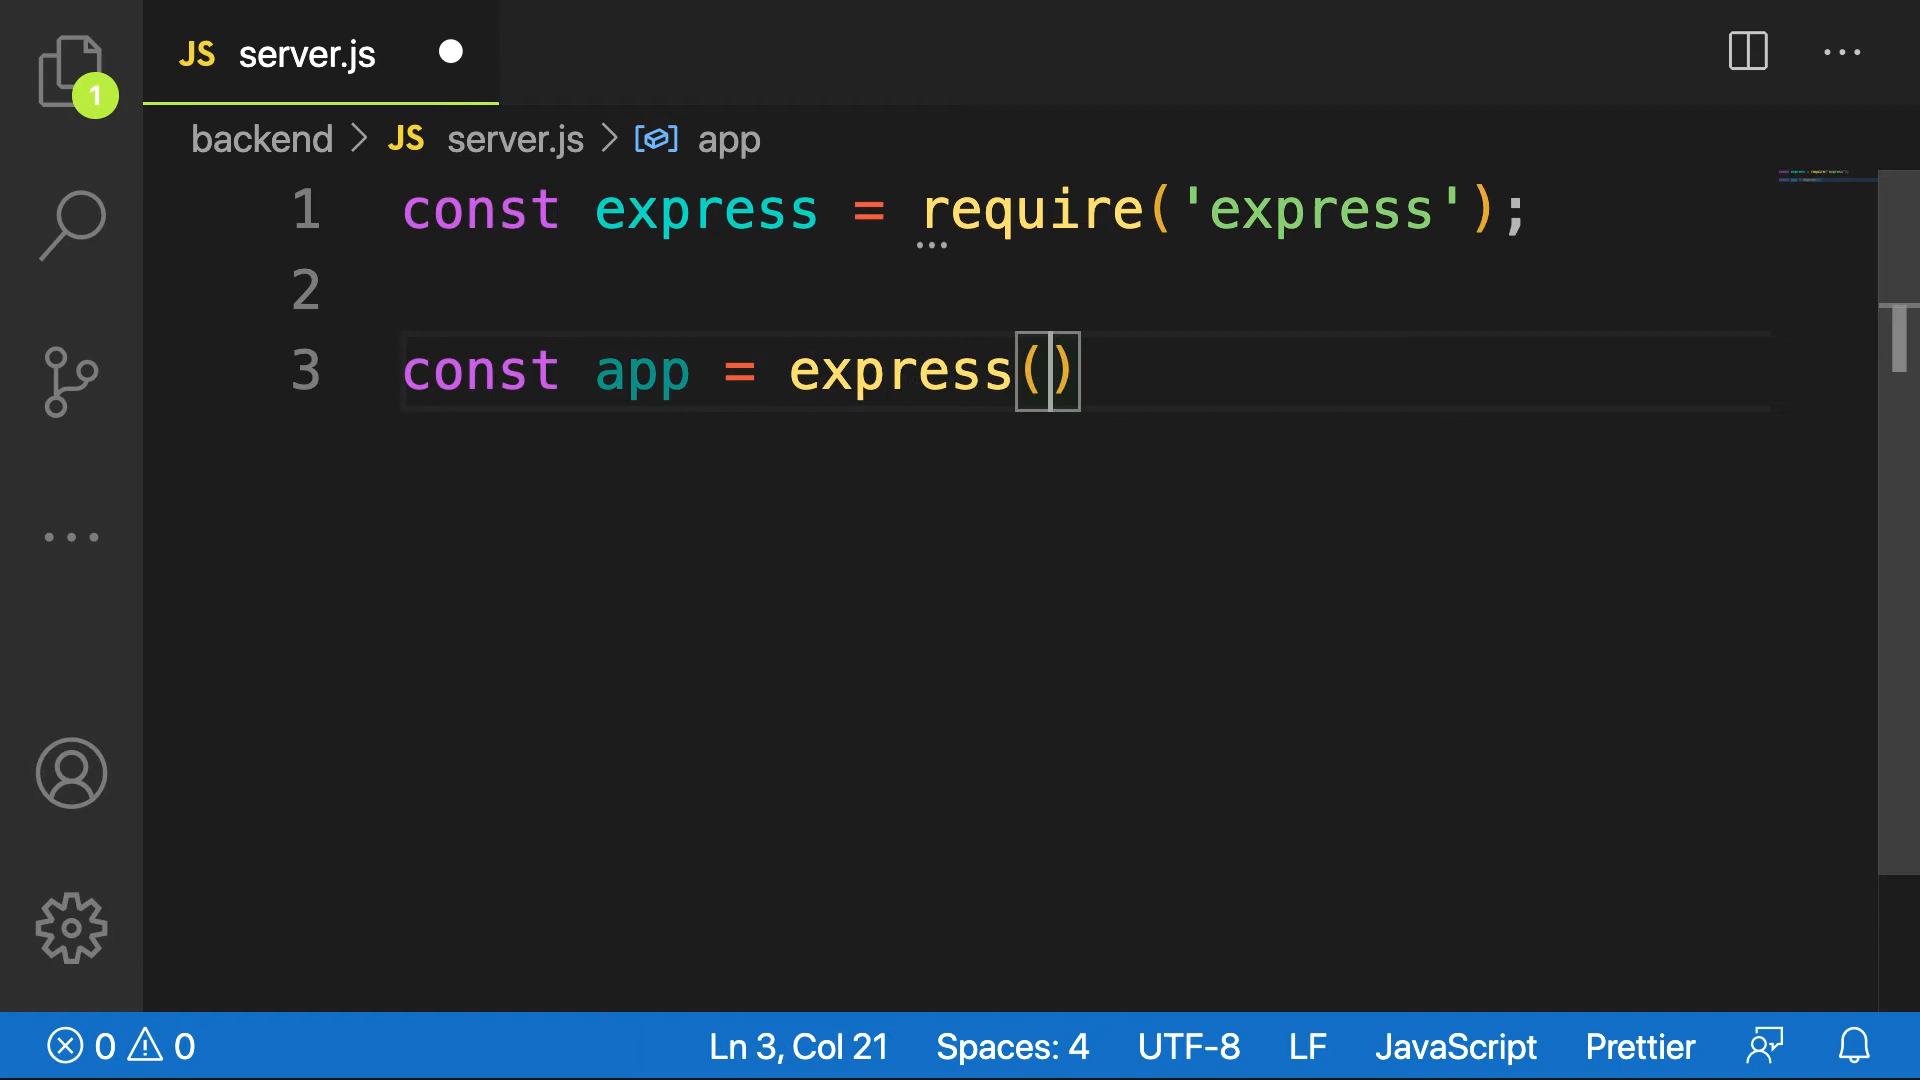 JS server.js
1
backend > JS server.js > app
1 const express = require('express');
2
3 const app = express()
0 0 Ln 3, Col 21 Spaces: 4 UTF-8 LF JavaScript Prettier